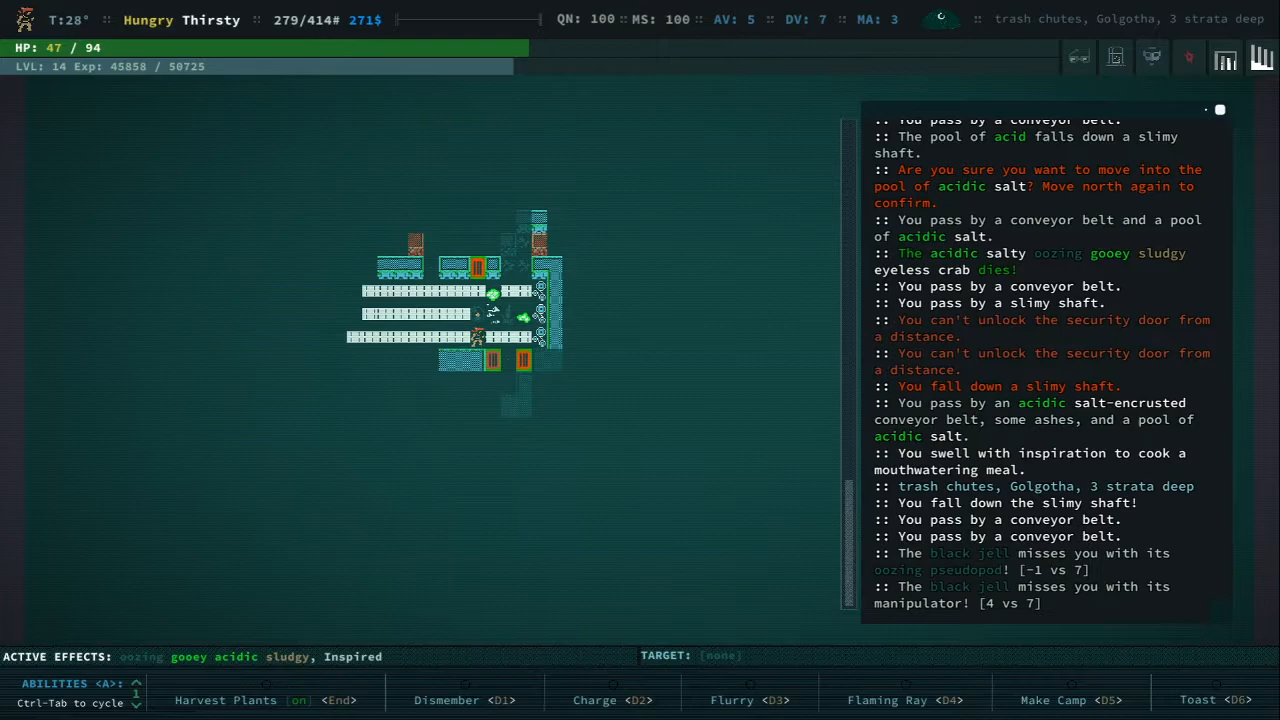 T:28° :: Hungry Thirsty :: 279/414# 271$ QN: 100 :: MS: 100 :: AV: 5 :: DV: 7 :: MA: 3 :: trash chutes, Golgotha, 3 strata deep
HP: 47 / 94
LVL: 14 Exp: 45858 / 50725
:: You pass by a conveyor belt.
:: The pool of acid falls down a slimy
shaft.
:: Are you sure you want to move into the
pool of acidic salt? Move north again to
confirm.
:: You pass by a conveyor belt and a pool
of acidic salt.
:: The acidic salty oozing gooey sludgy
eyeless crab dies!
:: You pass by a conveyor belt.
:: You pass by a slimy shaft.
:: You can't unlock the security door from
a distance.
:: You can't unlock the security door from
a distance.
:: You fall down a slimy shaft.
:: You pass by an acidic salt-encrusted
conveyor belt, some ashes, and a pool of
acidic salt.
:: You swell with inspiration to cook a
mouthwatering meal.
:: trash chutes, Golgotha, 3 strata deep
:: You fall down the slimy shaft!
:: You pass by a conveyor belt.
:: You pass by a conveyor belt.
:: The black jell misses you with its
oozing pseudopod! [-1 vs 7]
:: The black jell misses you with its
manipulator! [4 vs 7]
ACTIVE EFFECTS: oozing gooey acidic sludgy, Inspired
TARGET: [none]
ABILITIES <A>:
1
Ctrl-Tab to cycle
Harvest Plants [on] <End>
Dismember <D1>
Charge <D2>
Flurry <D3>
Flaming Ray <D4>
Make Camp <D5>
Toast <D6>